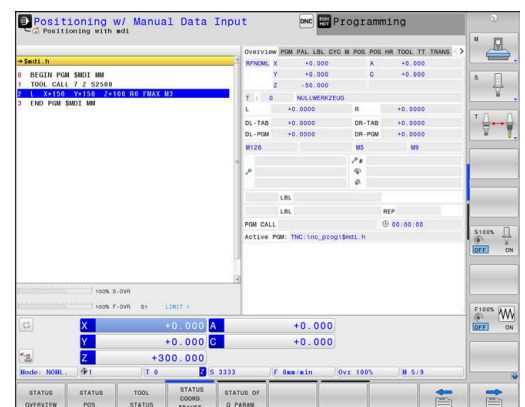 Positioning w/ Manual Data Input
Positioning with mdi
DNC
Programming
→$mdi.h
0 BEGIN PGM $MDI MM
1 TOOL CALL 7 Z S2500
2 L X+150 Y+150 Z+100 R0 FMAX M3
3 END PGM $MDI MM
Overview PGM PAL LBL CYC M POS POS HR TOOL TT TRANS
RFNOML X +0.000 A +0.000
Y +0.000 C +0.000
Z -50.000
T : 0 NULLWERKZEUG
L +0.0000 R +0.0000
DL-TAB +0.0000 DR-TAB +0.0000
DL-PGM +0.0000 DR-PGM +0.0000
M126 M5 M9
LBL
LBL REP
PGM CALL 00:00:00
Active PGM: TNC:\nc_prog\$mdi.h
100% S-OVR
100% F-OVR S1 LIMIT 1
X +0.000 A +0.000
Y +0.000 C +0.000
Z +300.000
Mode: NOML. 1 T 0 Z S 3333 F 0mm/min Ovr 100% M 5/9
M
S
T
S100%
OFF ON
F100%
OFF ON
STATUS OVERVIEW
STATUS POS.
TOOL STATUS
STATUS COORD.
STATUS OF Q PARAM.